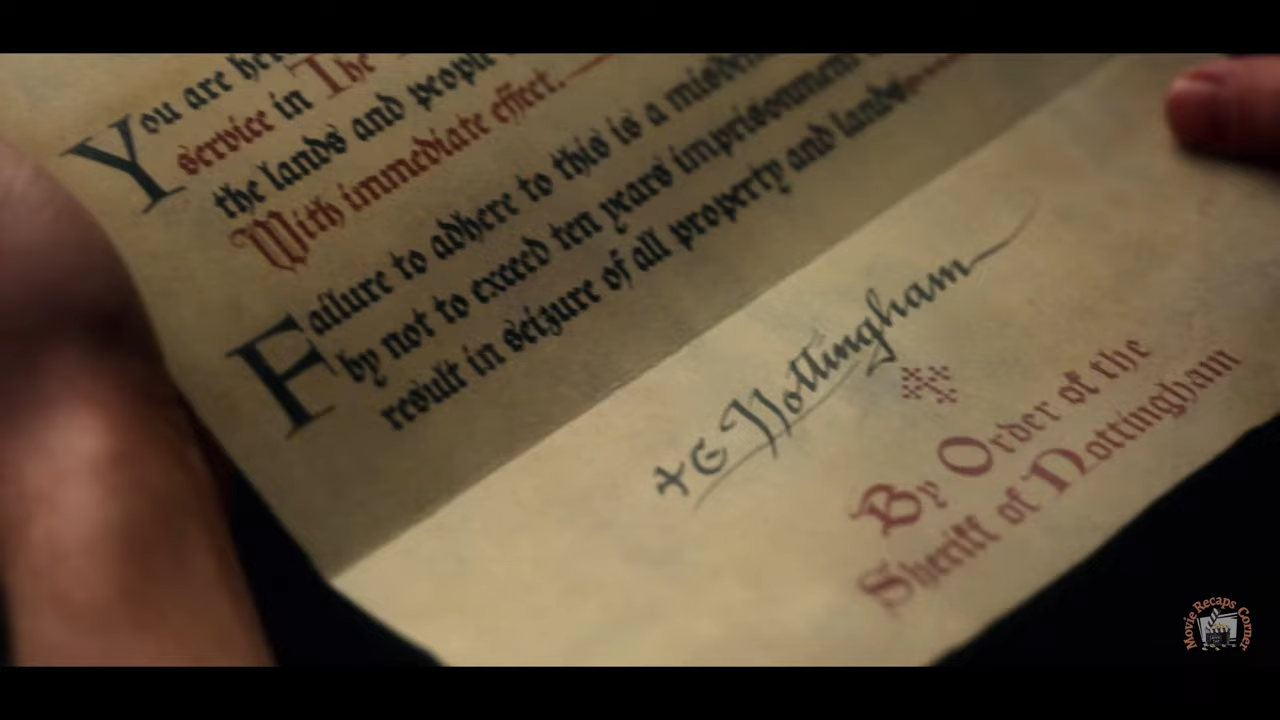 You are
service in The
the lands and people
With immediate effect.
Failure to adhere to this is a
by not to exceed ten years imprisonment
result in seizure of all property and lands.
+ E Nottingham
By Order of the
Sheriff of Nottingham
Movie Recaps Corner